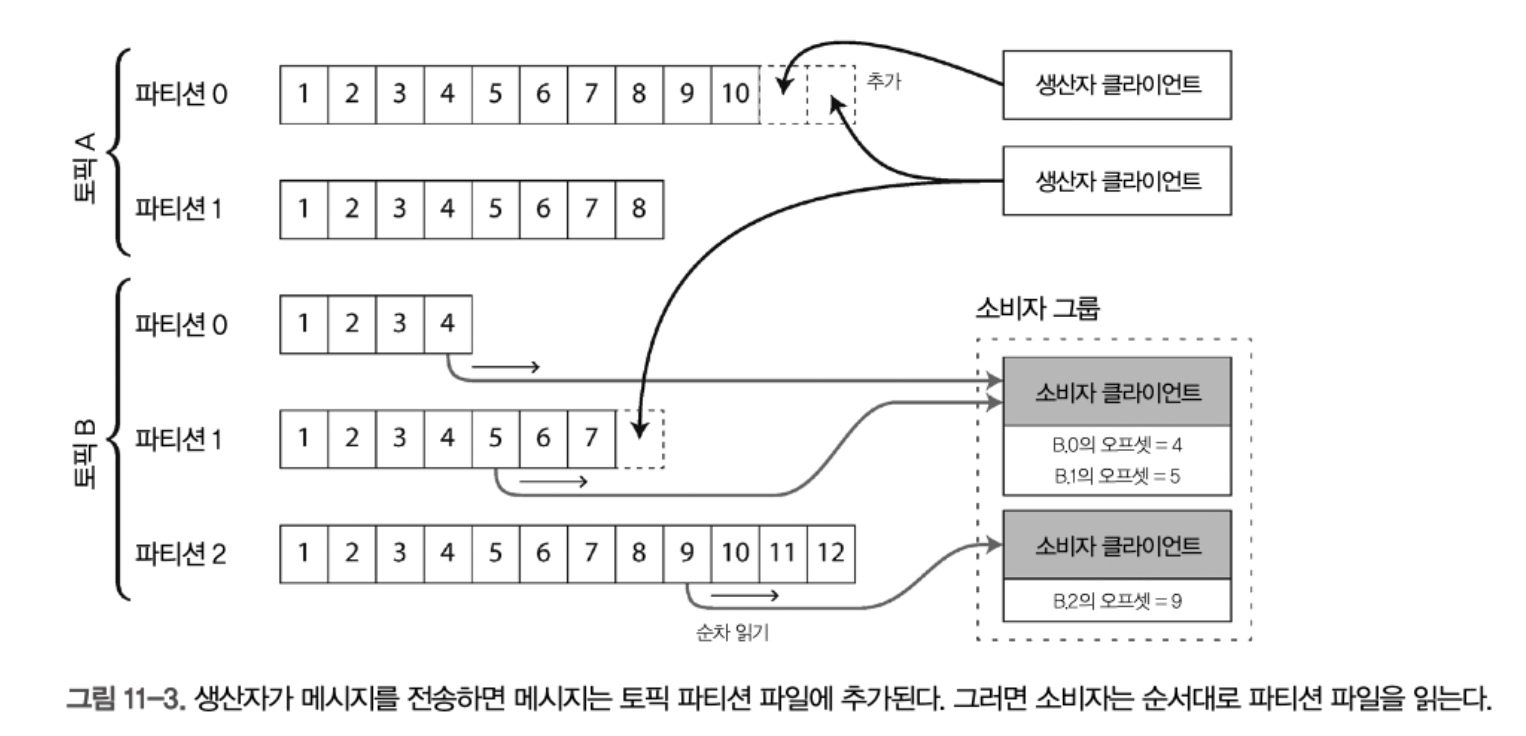 토픽 A
파티션 0
1 2 3 4 5 6 7 8 9 10
추가
생산자 클라이언트
생산자 클라이언트
파티션 1
1 2 3 4 5 6 7 8
토픽 B
파티션 0
1 2 3 4
파티션 1
1 2 3 4 5 6 7
파티션 2
1 2 3 4 5 6 7 8 9 10 11 12
순차 읽기
소비자 그룹
소비자 클라이언트
B.0의 오프셋 = 4
B.1의 오프셋 = 5
소비자 클라이언트
B.2의 오프셋 = 9
그림 11-3. 생산자가 메시지를 전송하면 메시지는 토픽 파티션 파일에 추가된다. 그러면 소비자는 순서대로 파티션 파일을 읽는다.